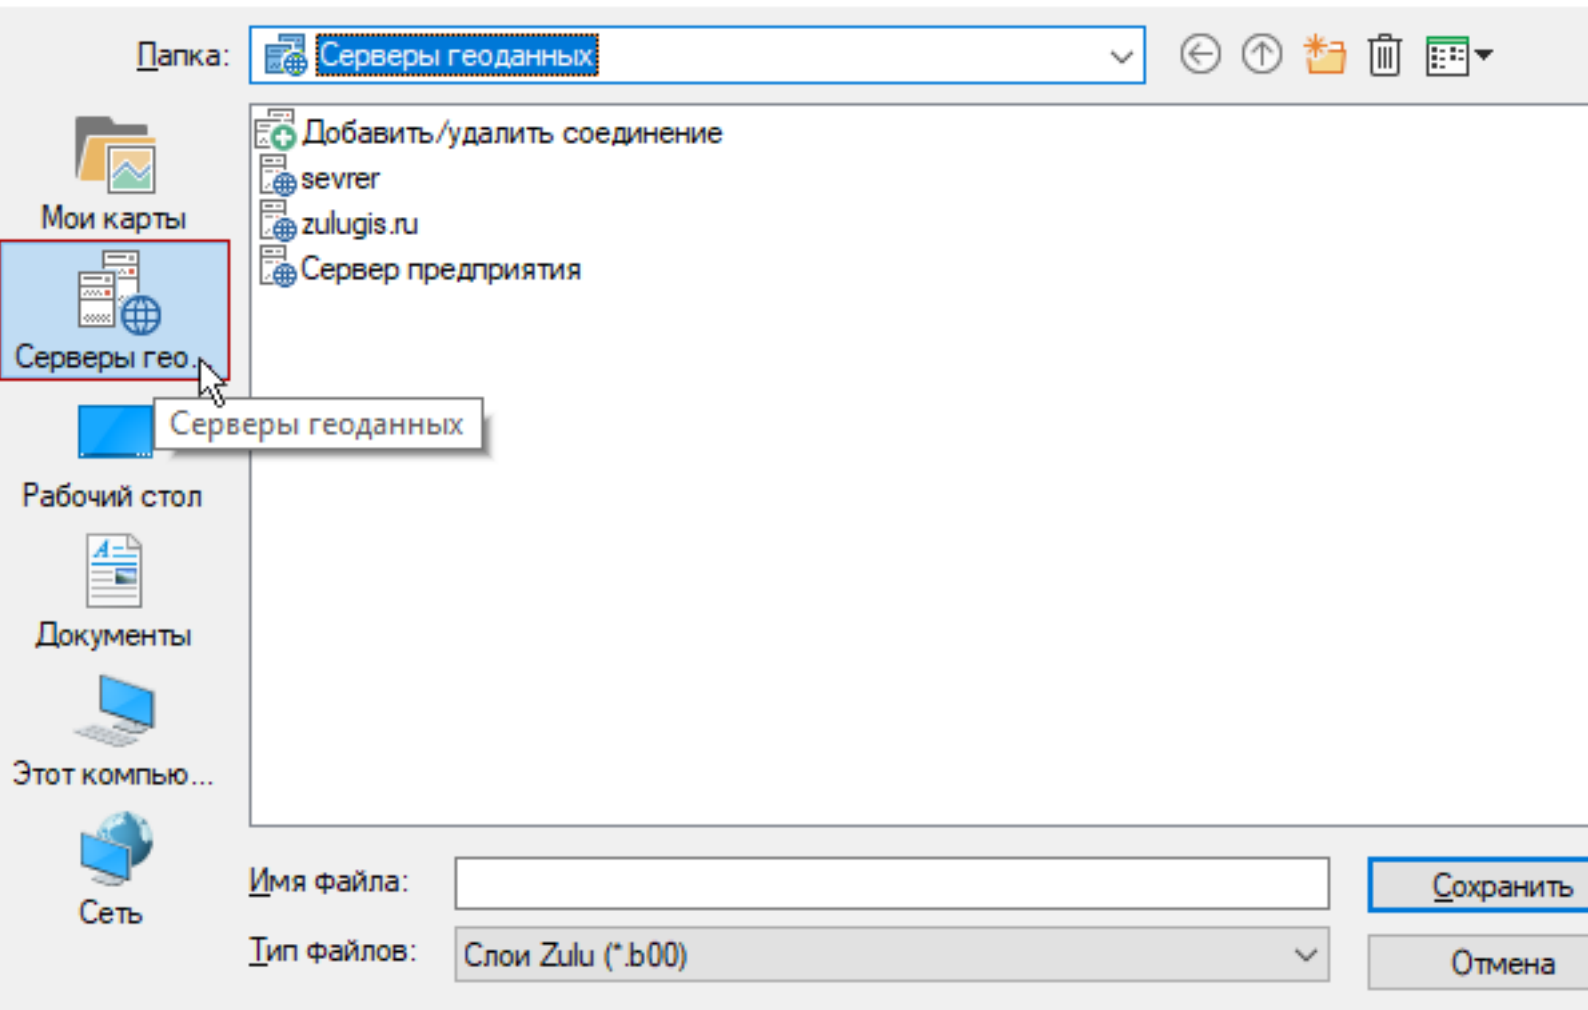 Папка: Серверы геоданных
Добавить/удалить соединение
sevrer
zulugis.ru
Сервер предприятия
Мои карты
Серверы гео...
Серверы геоданных
Рабочий стол
Документы
Этот компью...
Сеть
Имя файла:
Сохранить
Тип файлов: Слои Zulu (*.b00)
Отмена